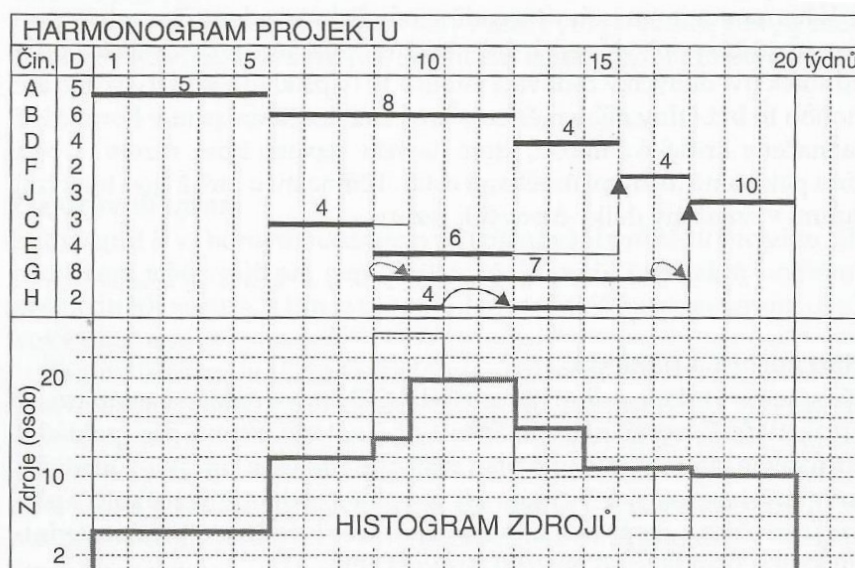 HARMONOGRAM PROJEKTU
Čin. D 1 5 10 15 20 týdnů
A 5 5
B 6 8
D 4 4
F 2 4
I 3 10
C 3 4
E 4 6
G 8 7
H 2 4
Zdroje (osob)
20
10
2
HISTOGRAM ZDROJŮ